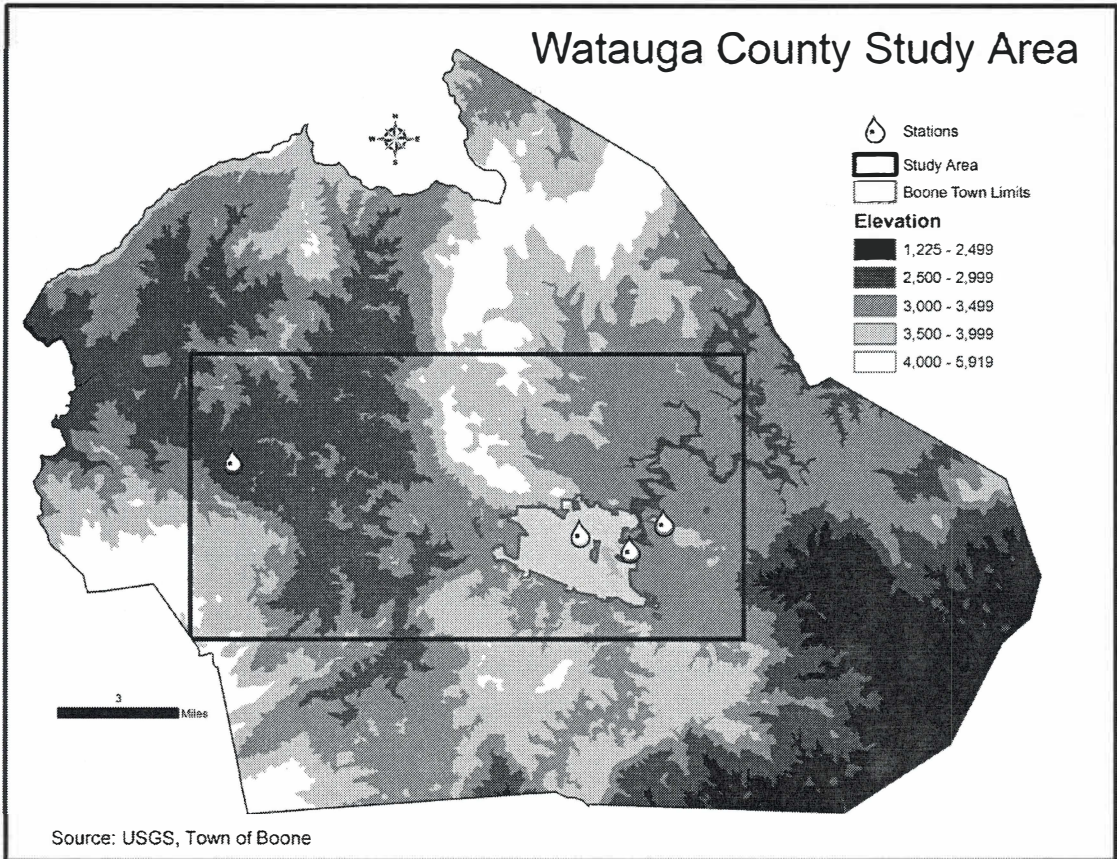 Watauga County Study Area
N
W E
S
Stations
Study Area
Boone Town Limits
Elevation
1,225 - 2,499
2,500 - 2,999
3,000 - 3,499
3,500 - 3,999
4,000 - 5,919
3
Miles
Source: USGS, Town of Boone